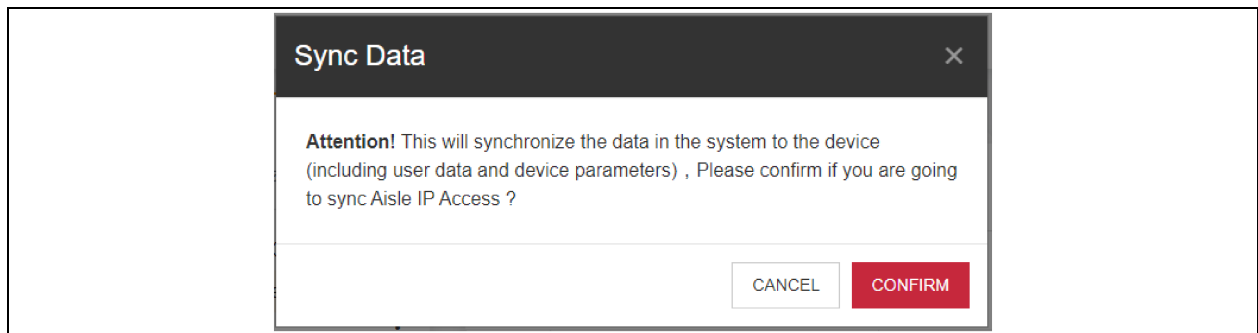 Sync Data ×
Attention! This will synchronize the data in the system to the device
(including user data and device parameters) , Please confirm if you are going
to sync Aisle IP Access ?
CANCEL CONFIRM